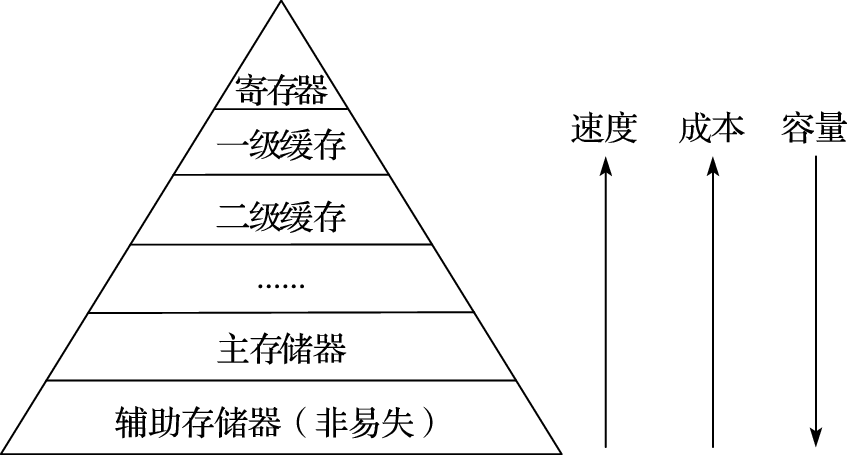 寄存器
一级缓存
二级缓存
......
主存储器
辅助存储器（非易失）
速度 成本 容量